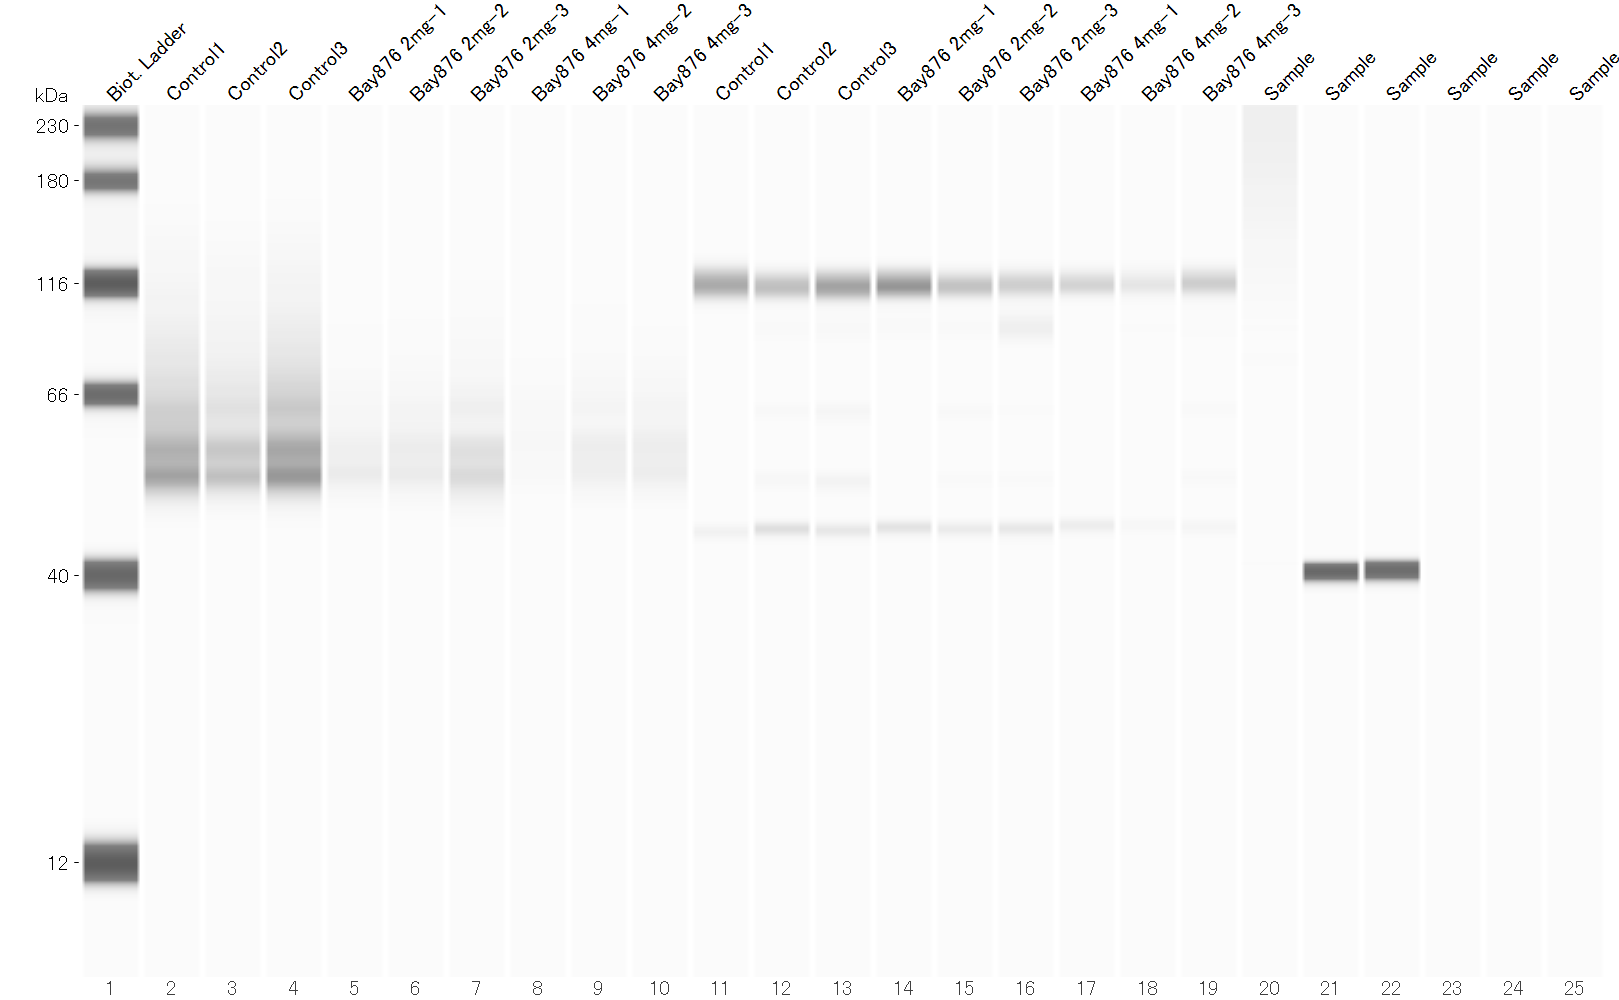 kDa
Biot. Ladder
Control1
Control2
Control3
Bay876 2mg-1
Bay876 2mg-2
Bay876 2mg-3
Bay876 4mg-1
Bay876 4mg-2
Bay876 4mg-3
Control1
Control2
Control3
Bay876 2mg-1
Bay876 2mg-2
Bay876 2mg-3
Bay876 4mg-1
Bay876 4mg-2
Bay876 4mg-3
Sample
Sample
Sample
Sample
Sample
Sample
230
180
116
66
40
12
1 2 3 4 5 6 7 8 9 10 11 12 13 14 15 16 17 18 19 20 21 22 23 24 25